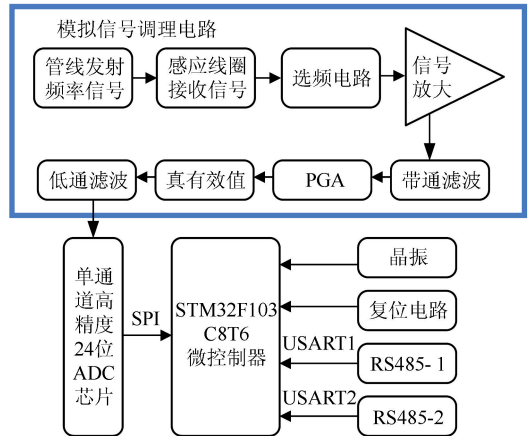 模拟信号调理电路
管线发射
频率信号
感应线圈
接收信号
选频电路
信号
放大
低通滤波
真有效值
PGA
带通滤波
单通
道高
精度
24位
ADC
芯片
SPI
STM32F103
C8T6
微控制器
晶振
复位电路
USART1
RS485- 1
USART2
RS485-2